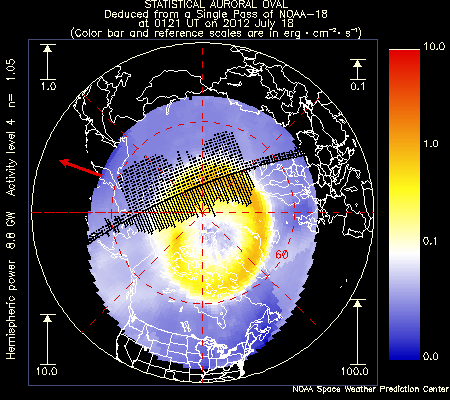 STATISTICAL AURORAL OVAL
Deduced from a Single Pass of NOAA-18
at 0121 UT on 2012 July 18
(Color bar and reference scales are in erg · cm⁻² · s⁻¹)
10.0
1.0
0.1
1.0
0.1
0.0
Hemispheric power 8.8 GW Activity level 4 n= 1.05
60
10.0
100.0
NOAA Space Weather Prediction Center